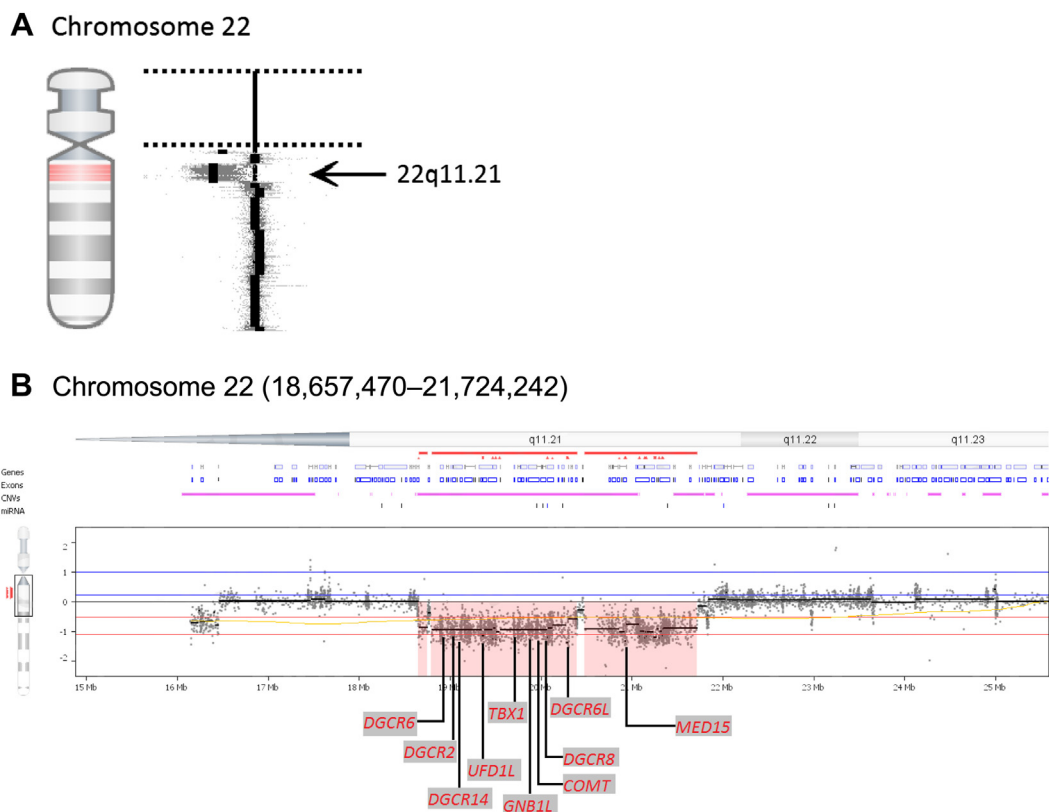 A Chromosome 22
22q11.21
B Chromosome 22 (18,657,470–21,724,242)
q11.21 q11.22 q11.23
Genes
Exons
CNVs
miRNA
2
1
0
-1
-2
15 Mb 16 Mb 17 Mb 18 Mb 19 Mb 20 Mb 21 Mb 22 Mb 23 Mb 24 Mb 25 Mb
DGCR6 TBX1 DGCR6L MED15
DGCR2 UFD1L DGCR8
DGCR14 GNB1L COMT